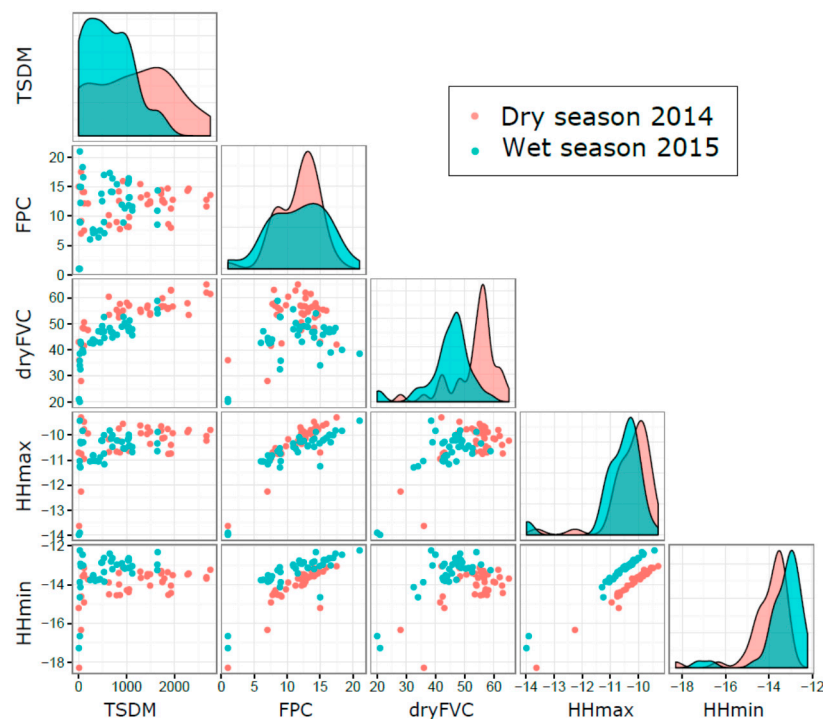 TSDM
Dry season 2014
Wet season 2015
FPC
20
15
10
5
0
dryFVC
60
50
40
30
20
HHmax
−10
−11
−12
−13
−14
HHmin
−12
−14
−16
−18
0 1000 2000
0 5 10 15 20
20 30 40 50 60
−14 −12 −10
−18 −16 −14 −12
TSDM FPC dryFVC HHmax HHmin